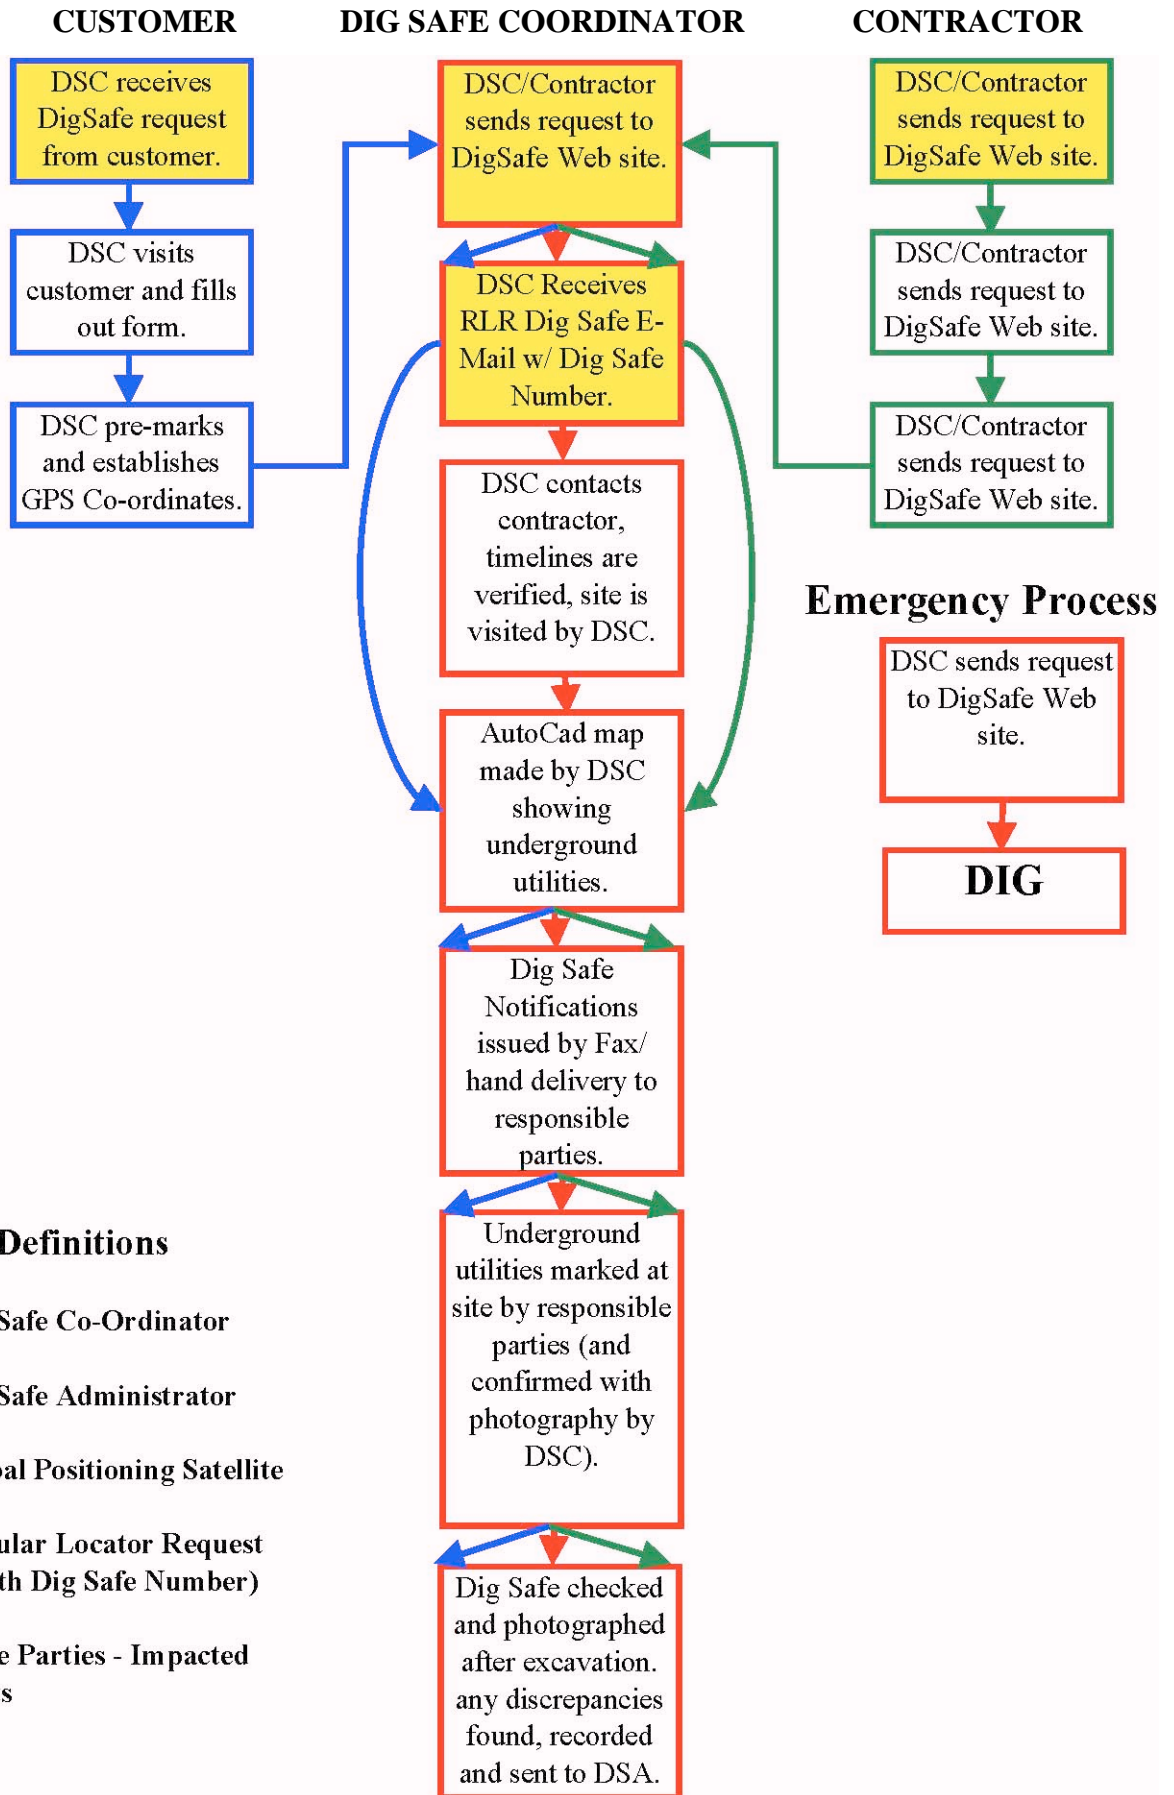 CUSTOMER
DIG SAFE COORDINATOR
CONTRACTOR
DSC receives
DigSafe request
from customer.
DSC visits
customer and fills
out form.
DSC pre-marks
and establishes
GPS Co-ordinates.
DSC/Contractor
sends request to
DigSafe Web site.
DSC Receives
RLR Dig Safe E-
Mail w/ Dig Safe
Number.
DSC contacts
contractor,
timelines are
verified, site is
visited by DSC.
AutoCad map
made by DSC
showing
underground
utilities.
Dig Safe
Notifications
issued by Fax/
hand delivery to
responsible
parties.
Underground
utilities marked at
site by responsible
parties (and
confirmed with
photography by
DSC).
Dig Safe checked
and photographed
after excavation.
any discrepancies
found, recorded
and sent to DSA.
DSC/Contractor
sends request to
DigSafe Web site.
DSC/Contractor
sends request to
DigSafe Web site.
DSC/Contractor
sends request to
DigSafe Web site.
Emergency Process
DSC sends request
to DigSafe Web
site.
DIG
Definitions
Safe Co-Ordinator
Safe Administrator
bal Positioning Satellite
ular Locator Request
th Dig Safe Number)
e Parties - Impacted
s